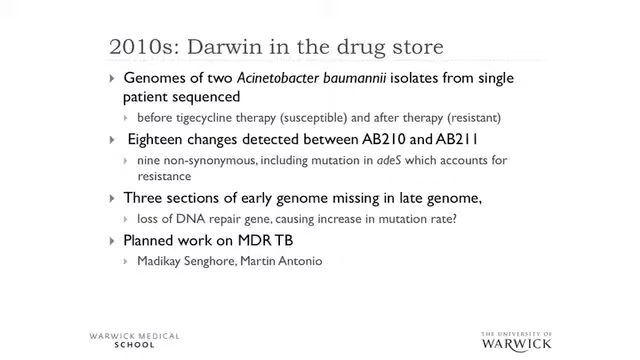 2010s: Darwin in the drug store
Genomes of two Acinetobacter baumannii isolates from single
patient sequenced
before tigecycline therapy (susceptible) and after therapy (resistant)
Eighteen changes detected between AB210 and AB211
nine non-synonymous, including mutation in adeS which accounts for
resistance
Three sections of early genome missing in late genome,
loss of DNA repair gene, causing increase in mutation rate?
Planned work on MDR TB
Madikay Senghore, Martin Antonio
WARWICK MEDICAL
SCHOOL
THE UNIVERSITY OF
WARWICK